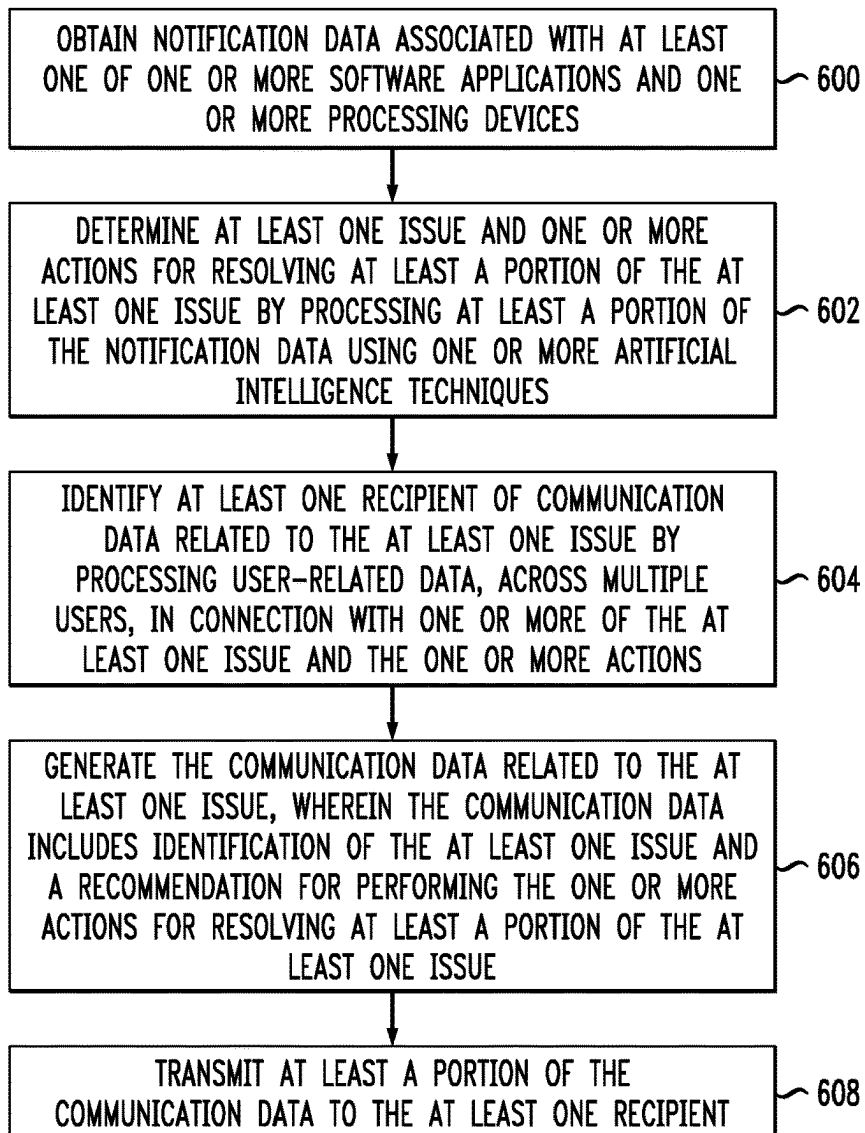 OBTAIN NOTIFICATION DATA ASSOCIATED WITH AT LEAST
ONE OF ONE OR MORE SOFTWARE APPLICATIONS AND ONE
OR MORE PROCESSING DEVICES
600
DETERMINE AT LEAST ONE ISSUE AND ONE OR MORE
ACTIONS FOR RESOLVING AT LEAST A PORTION OF THE AT
LEAST ONE ISSUE BY PROCESSING AT LEAST A PORTION OF
THE NOTIFICATION DATA USING ONE OR MORE ARTIFICIAL
INTELLIGENCE TECHNIQUES
602
IDENTIFY AT LEAST ONE RECIPIENT OF COMMUNICATION
DATA RELATED TO THE AT LEAST ONE ISSUE BY
PROCESSING USER-RELATED DATA, ACROSS MULTIPLE
USERS, IN CONNECTION WITH ONE OR MORE OF THE AT
LEAST ONE ISSUE AND THE ONE OR MORE ACTIONS
604
GENERATE THE COMMUNICATION DATA RELATED TO THE AT
LEAST ONE ISSUE, WHEREIN THE COMMUNICATION DATA
INCLUDES IDENTIFICATION OF THE AT LEAST ONE ISSUE AND
A RECOMMENDATION FOR PERFORMING THE ONE OR MORE
ACTIONS FOR RESOLVING AT LEAST A PORTION OF THE AT
LEAST ONE ISSUE
606
TRANSMIT AT LEAST A PORTION OF THE
COMMUNICATION DATA TO THE AT LEAST ONE RECIPIENT
608